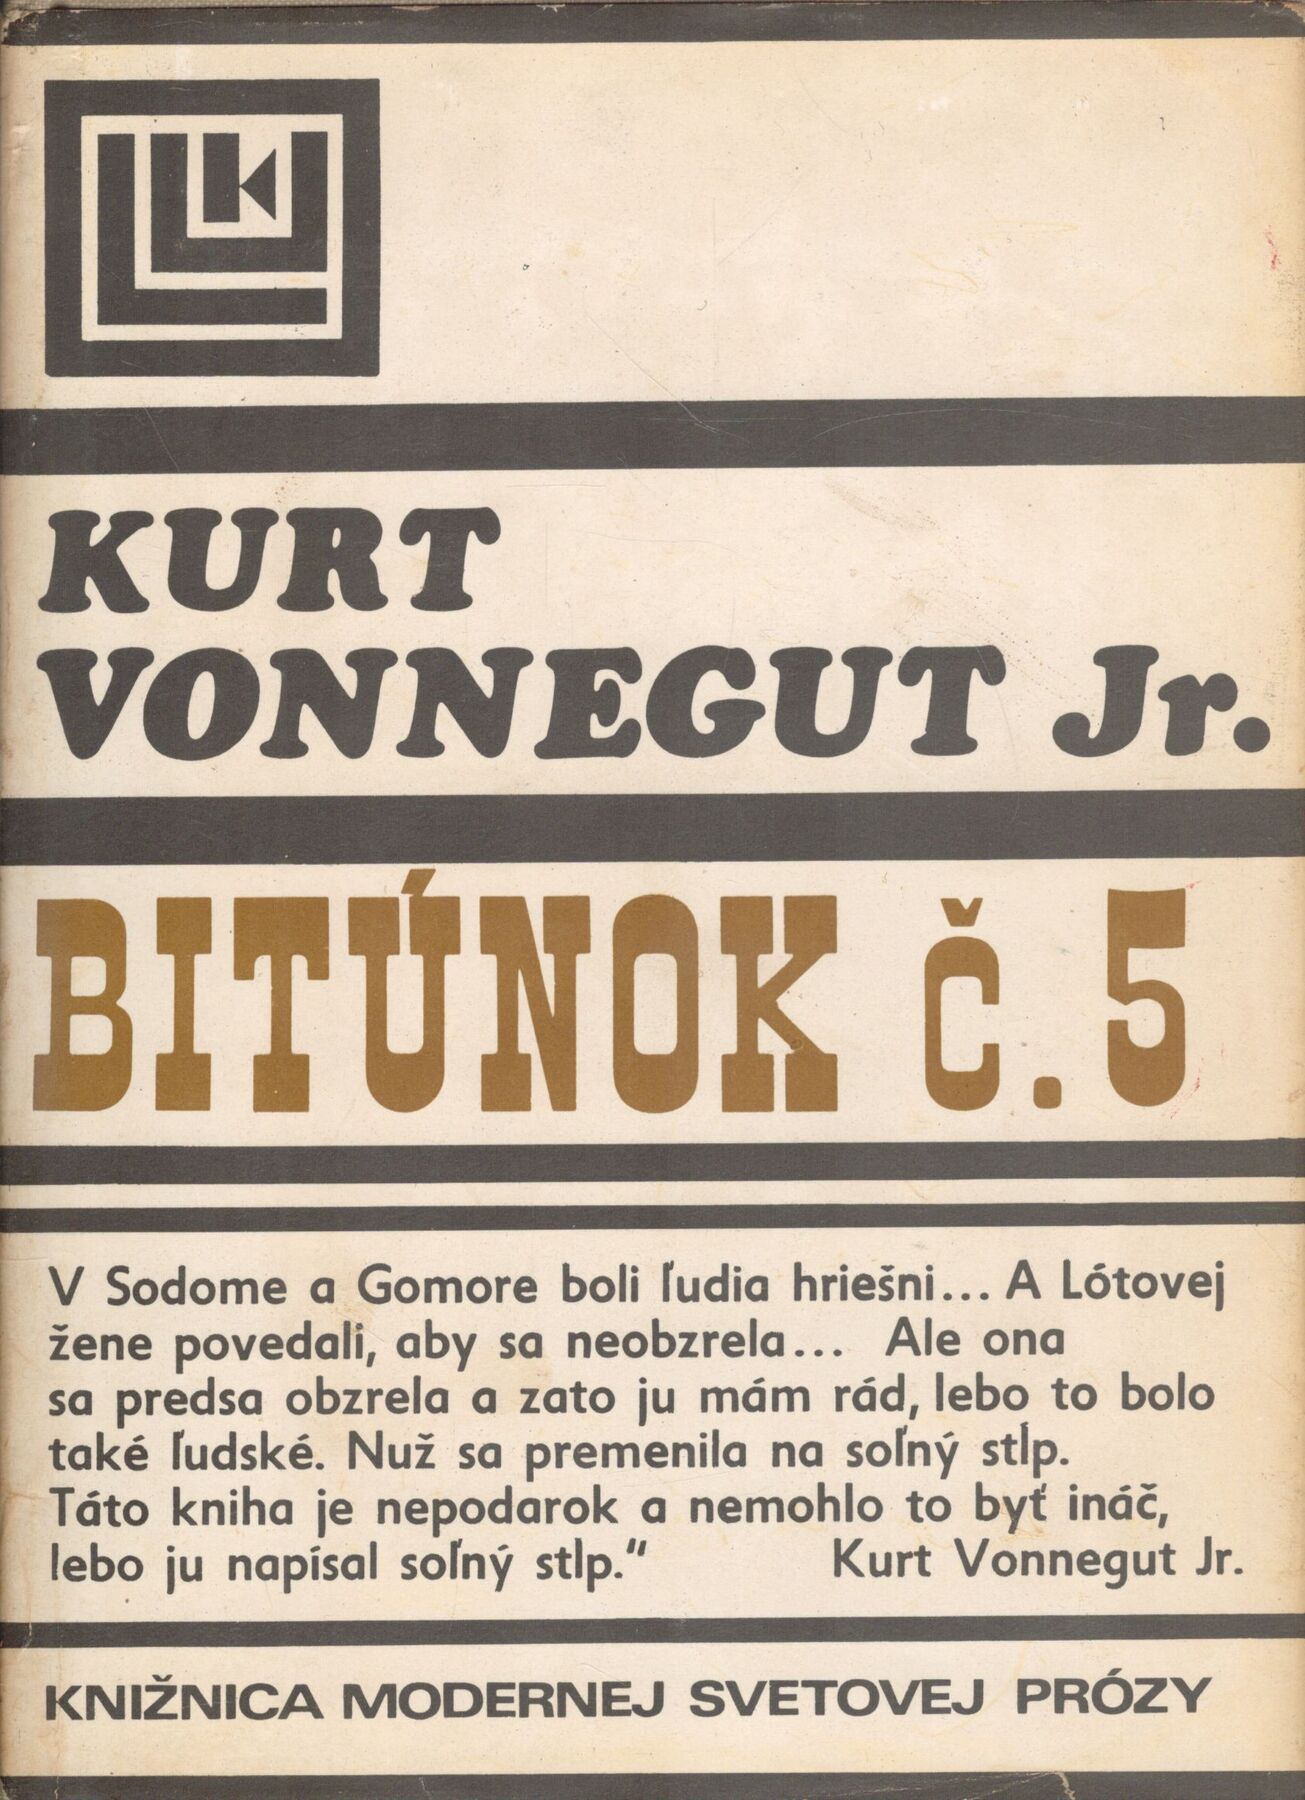 KURT
VONNEGUT Jr.
BITÚNOK č.5
V Sodome a Gomore boli ľudia hriešni... A Lótovej
žene povedali, aby sa neobzrela... Ale ona
sa predsa obzrela a zato ju mám rád, lebo to bolo
také ľudské. Nuž sa premenila na soľný stĺp.
Táto kniha je nepodarok a nemohlo to byť ináč,
lebo ju napísal soľný stlp.“ Kurt Vonnegut Jr.
KNIŽNICA MODERNEJ SVETOVEJ PRÓZY